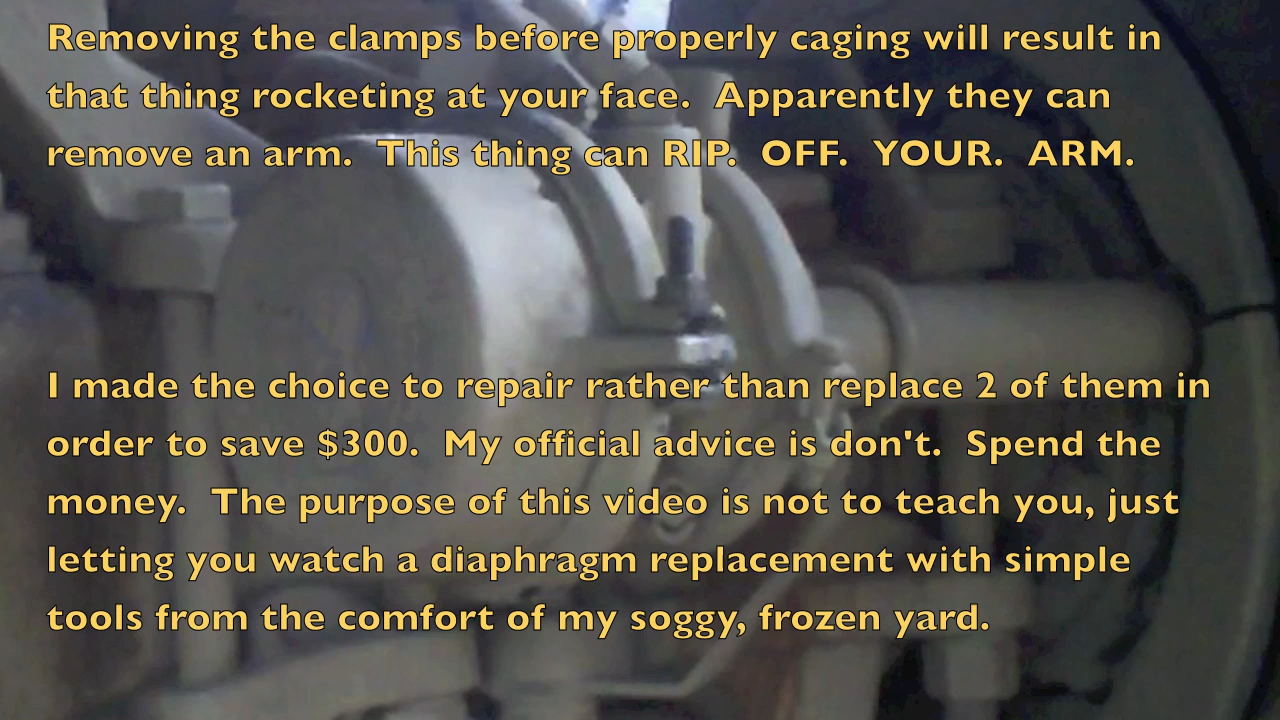 Removing the clamps before properly caging will result in
that thing rocketing at your face.  Apparently they can
remove an arm.  This thing can RIP.  OFF.  YOUR.  ARM.
I made the choice to repair rather than replace 2 of them in
order to save $300.  My official advice is don't.  Spend the
money.  The purpose of this video is not to teach you, just
letting you watch a diaphragm replacement with simple
tools from the comfort of my soggy, frozen yard.